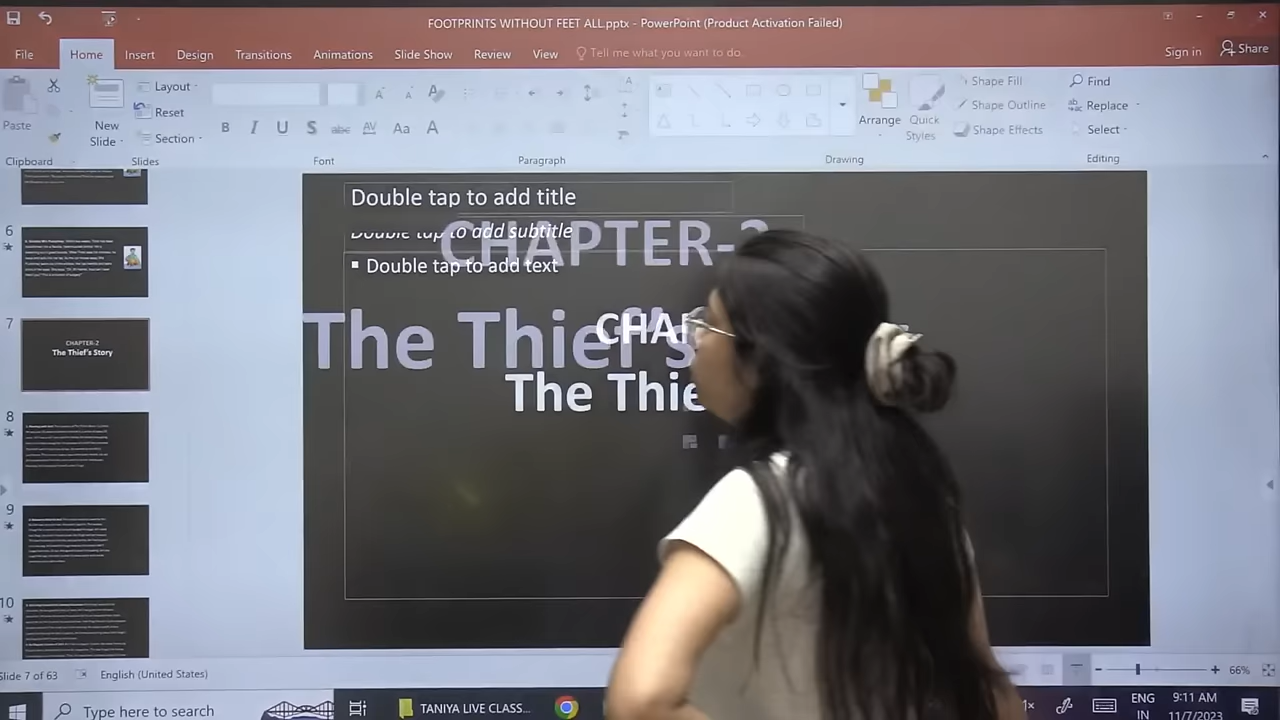 FOOTPRINTS WITHOUT FEET ALL.pptx - PowerPoint (Product Activation Failed)
File Home Insert Design Transitions Animations Slide Show Review View Tell me what you want to do. Sign in Share
Paste
New Slide
Layout
Reset
Section
B I U S abc AV Aa A
Arrange
Quick Styles
Shape Fill
Shape Outline
Shape Effects
Find
Replace
Select
Clipboard Slides Font Paragraph Drawing Editing
6
7
CHAPTER-2
The Thief's Story
8
9
10
Double tap to add title
Double tap to add subtitle
CHAPTER-2
Double tap to add text
The Thief's
CHA
The Thie
Slide 7 of 63 English (United States) 66%
Type here to search
TANIYA LIVE CLASS...
ENG
IN
9:11 AM
11/7/2023